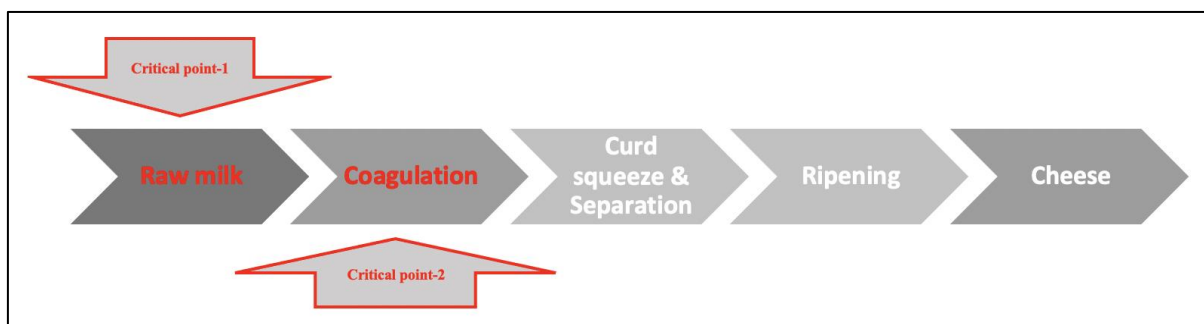 Critical point-1
Raw milk
Coagulation
Curd
squeeze &
Separation
Ripening
Cheese
Critical point-2